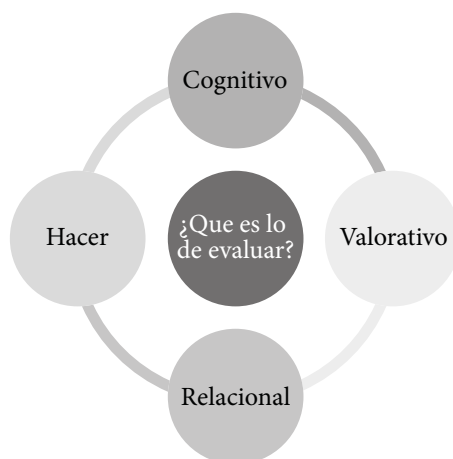 Cognitivo
Hacer
¿Que es lo
de evaluar?
Valorativo
Relacional